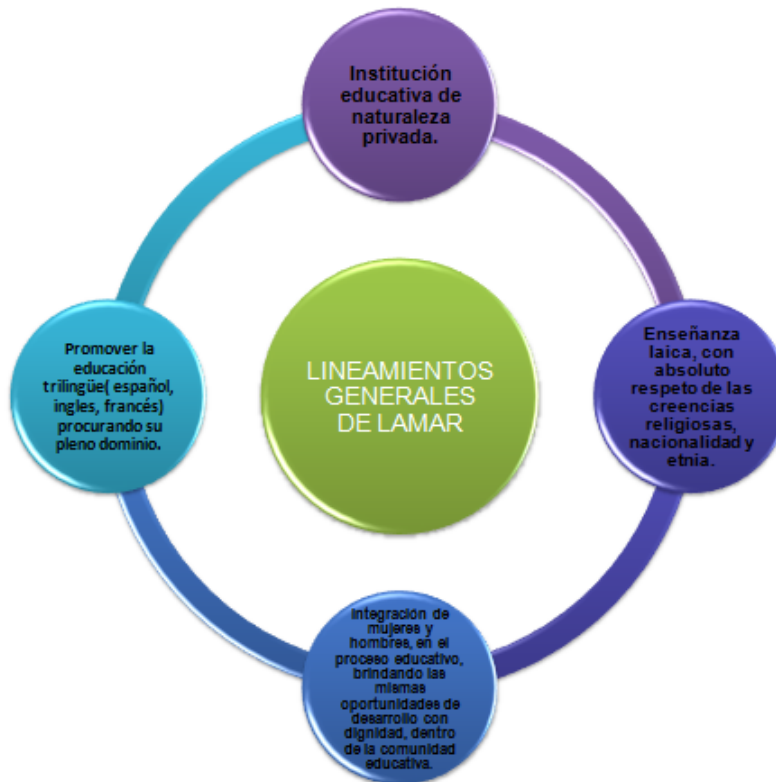 Institución
educativa de
naturaleza
privada.
Enseñanza
laica, con
absoluto
respeto de las
creencias
religiosas,
nacionalidad y
etnia.
LINEAMIENTOS
GENERALES
DE LAMAR
Promover la
educación
trilingüe( español,
ingles, francés)
procurando su
pleno dominio.
Integración de
mujeres y
hombres, en el
proceso educativo,
brindando las
mismas
oportunidades de
desarrollo con
dignidad, dentro
de la comunidad
educativa.